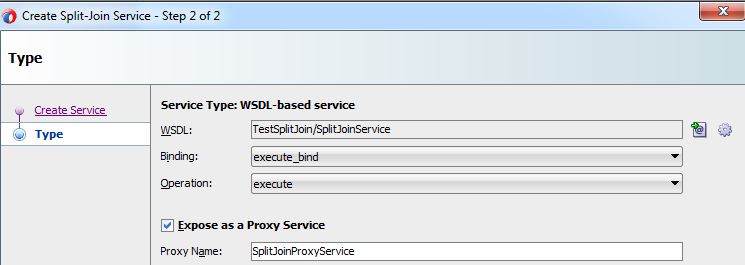 Create Split-Join Service - Step 2 of 2
Type
Create Service
Type
Service Type: WSDL-based service
WSDL: TestSplitJoin/SplitJoinService
Binding: execute_bind
Operation: execute
Expose as a Proxy Service
Proxy Name: SplitJoinProxyService